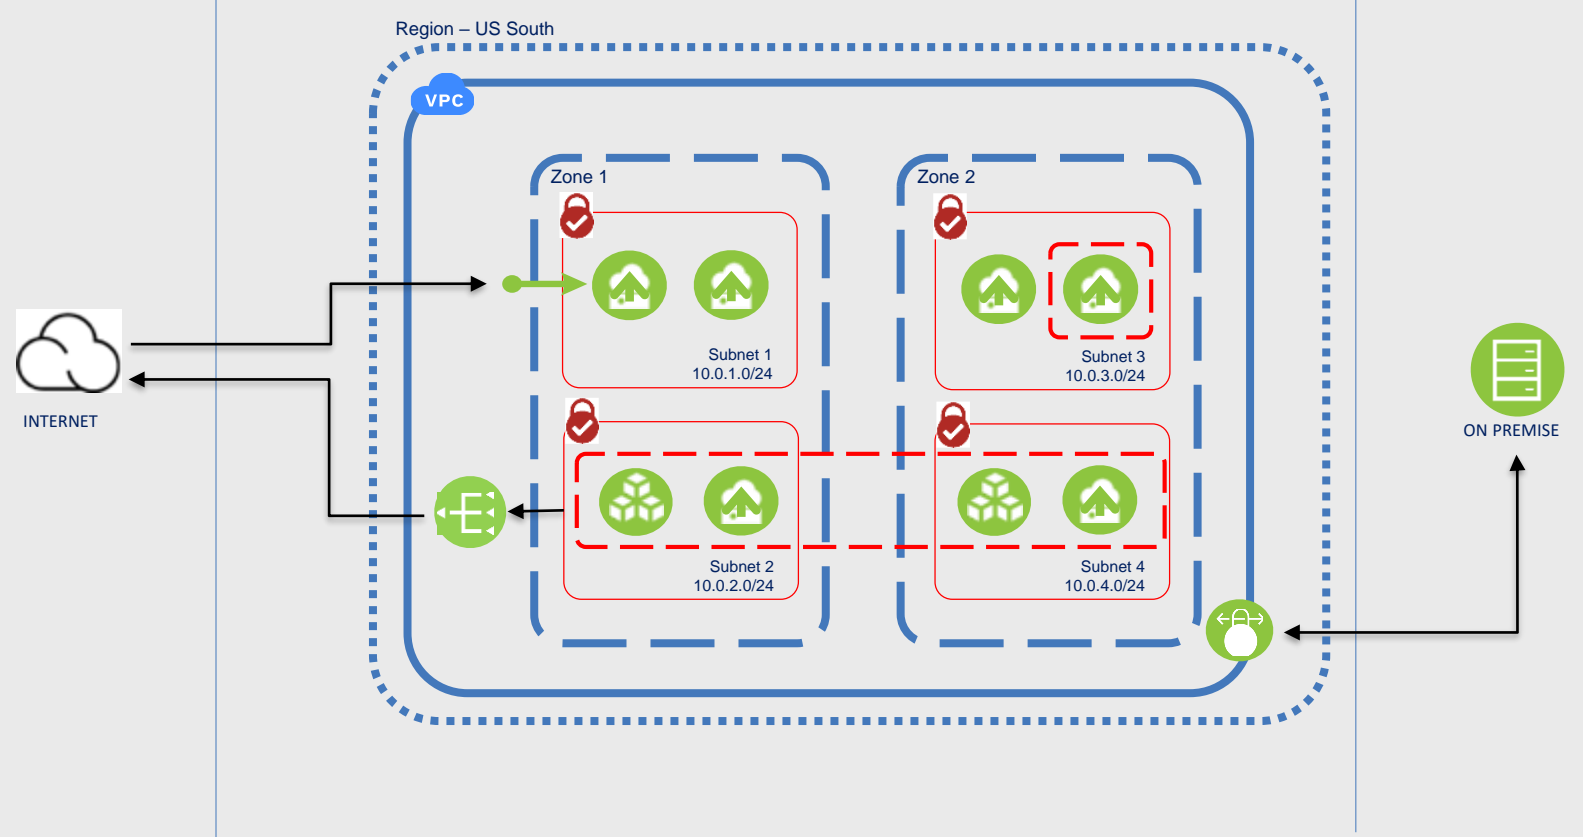 Region – US South
VPC
Zone 1
Zone 2
Subnet 1
10.0.1.0/24
Subnet 3
10.0.3.0/24
INTERNET
ON PREMISE
Subnet 2
10.0.2.0/24
Subnet 4
10.0.4.0/24